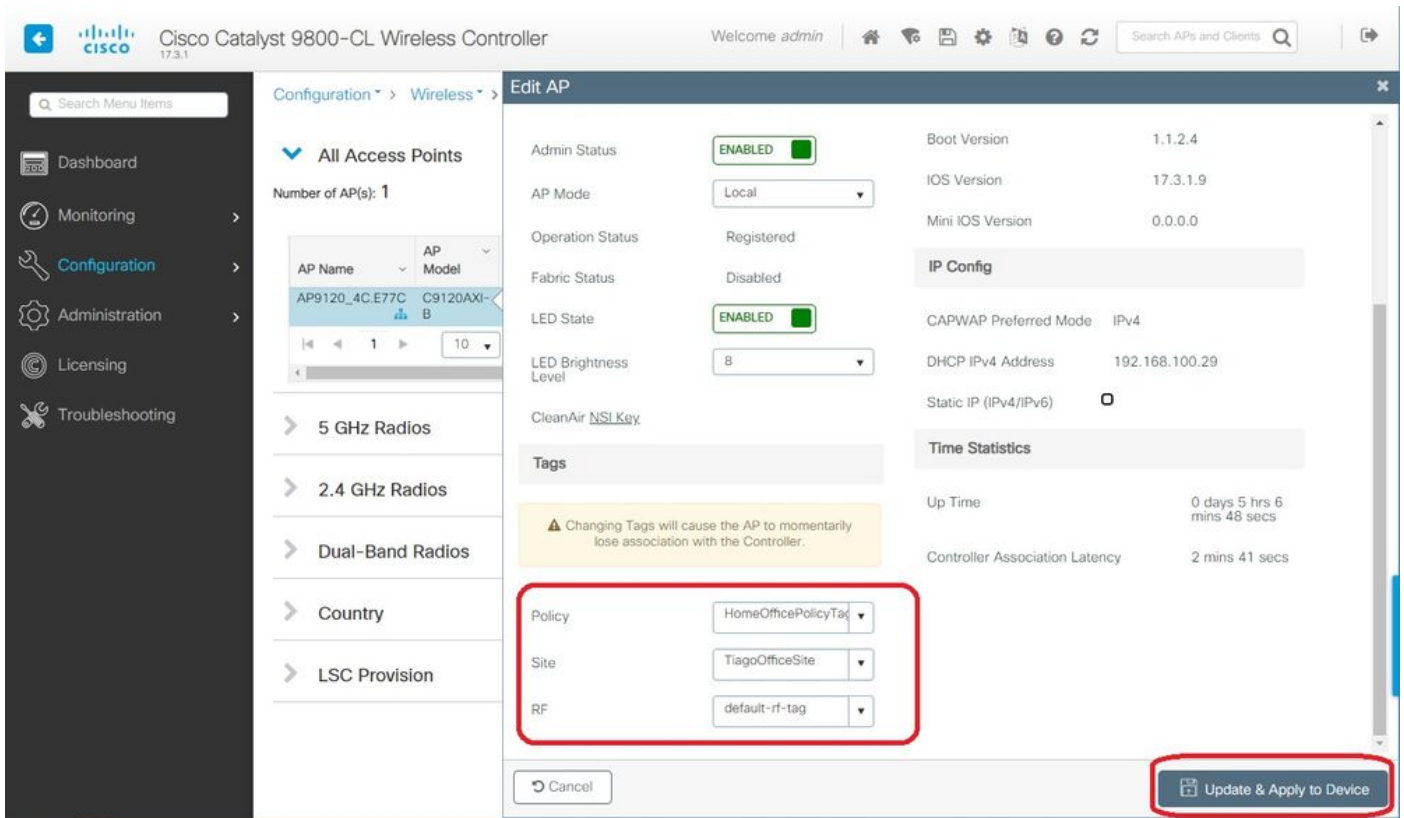 CISCO
Cisco Catalyst 9800-CL Wireless Controller
17.3.1
Welcome admin
Search APs and Clients
Search Menu Items
Dashboard
Monitoring
Configuration
Administration
Licensing
Troubleshooting
Configuration > Wireless >
All Access Points
Number of AP(s): 1
AP Name
AP
Model
AP9120_4C.E77C
C9120AXI-
B
1
10
5 GHz Radios
2.4 GHz Radios
Dual-Band Radios
Country
LSC Provision
Edit AP
Admin Status ENABLED
AP Mode Local
Operation Status Registered
Fabric Status Disabled
LED State ENABLED
LED Brightness
Level
8
CleanAir NSI Key
Tags
Changing Tags will cause the AP to momentarily
lose association with the Controller.
Policy HomeOfficePolicyTag
Site TiagoOfficeSite
RF default-rf-tag
Boot Version 1.1.2.4
IOS Version 17.3.1.9
Mini IOS Version 0.0.0.0
IP Config
CAPWAP Preferred Mode IPv4
DHCP IPv4 Address 192.168.100.29
Static IP (IPv4/IPv6)
Time Statistics
Up Time
0 days 5 hrs 6
mins 48 secs
Controller Association Latency 2 mins 41 secs
Cancel
Update & Apply to Device